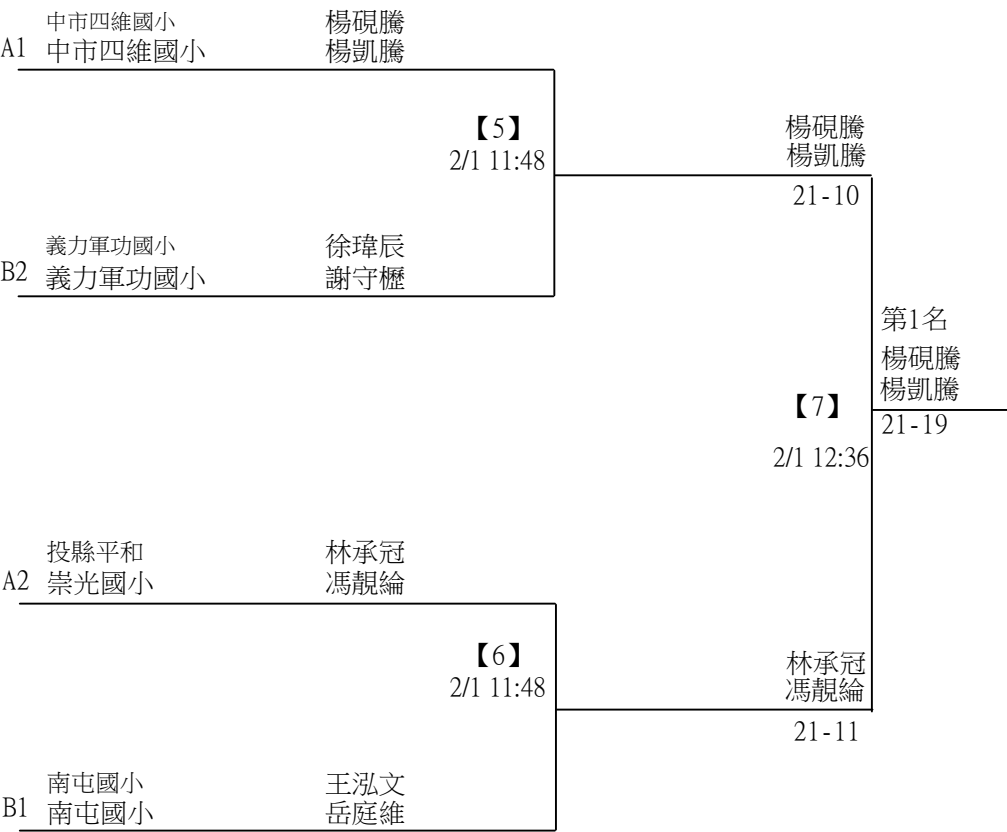 中市四維國小 楊硯騰
A1 中市四維國小 楊凱騰
【5】
2/1 11:48
楊硯騰
楊凱騰
21-10
義力軍功國小 徐瑋辰
B2 義力軍功國小 謝守櫪
第1名
楊硯騰
楊凱騰
21-19
【7】
2/1 12:36
投縣平和 林承冠
A2 崇光國小 馮靚綸
【6】
2/1 11:48
林承冠
馮靚綸
21-11
南屯國小 王泓文
B1 南屯國小 岳庭維